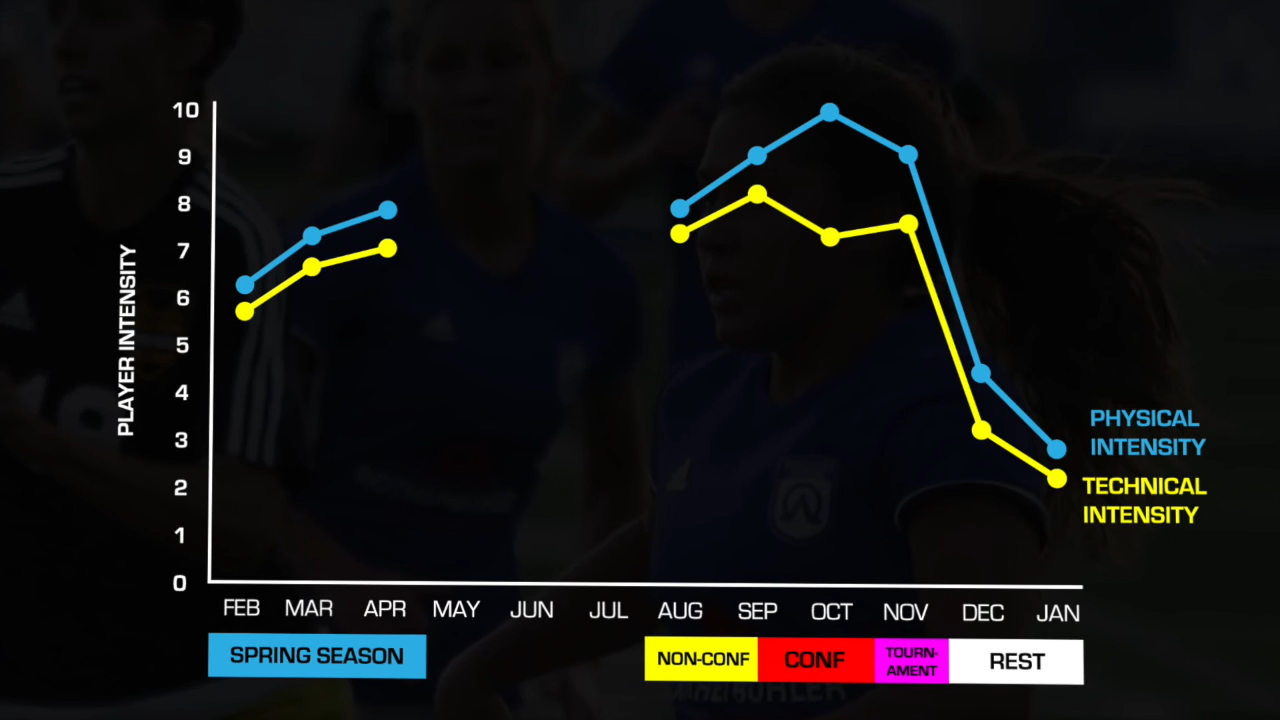 10
9
8
7
6
5
4
3
2
1
0
PLAYER INTENSITY
PHYSICAL
INTENSITY
TECHNICAL
INTENSITY
FEB MAR APR MAY JUN JUL AUG SEP OCT NOV DEC JAN
SPRING SEASON
NON-CONF
CONF
TOURN-
AMENT
REST